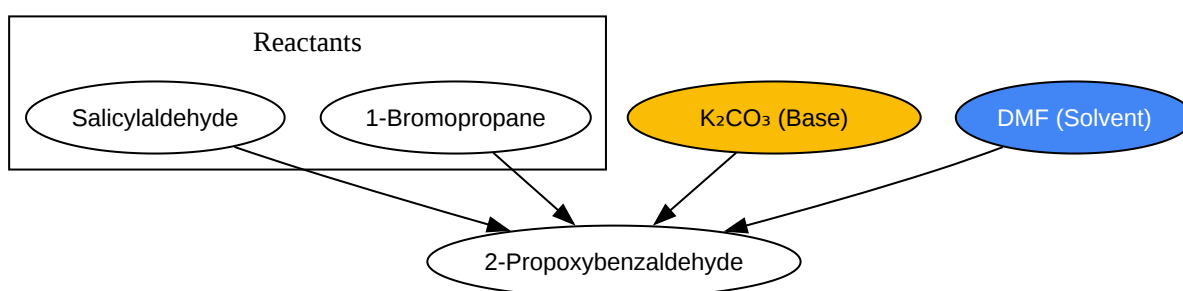 Reactants
Salicylaldehyde
1-Bromopropane
K₂CO₃ (Base)
DMF (Solvent)
2-Propoxybenzaldehyde